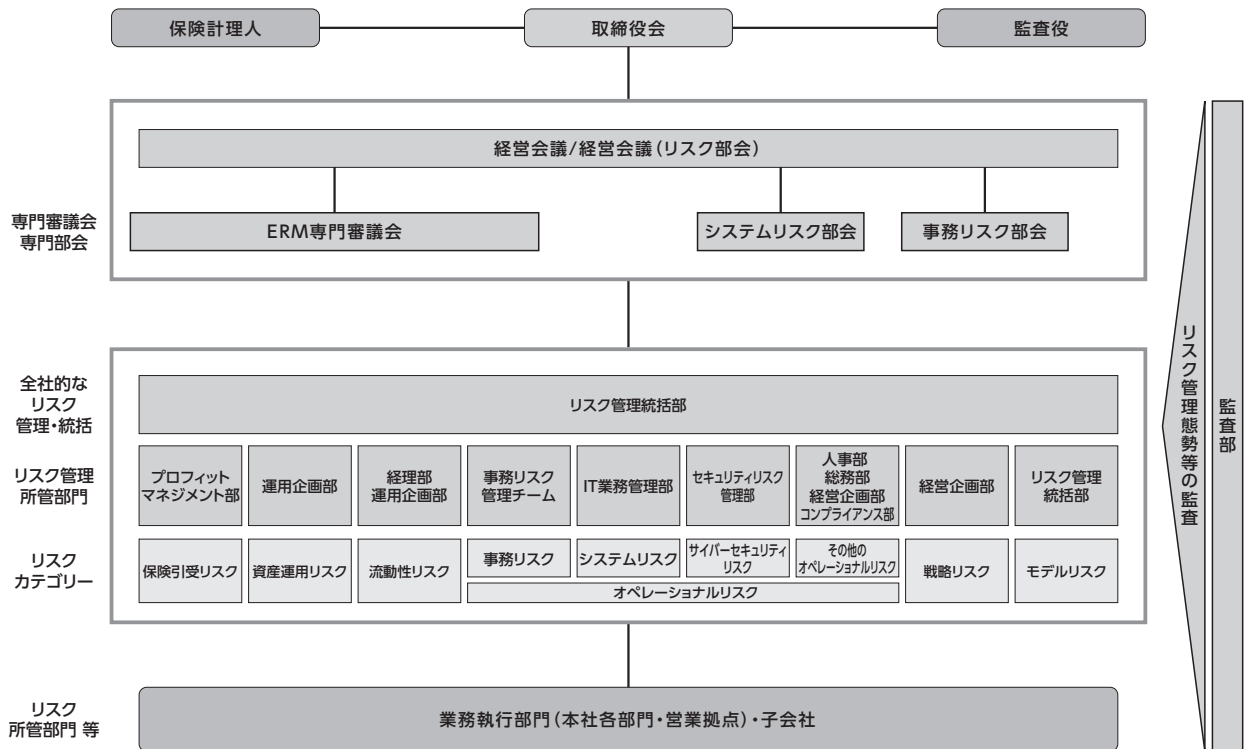 保険計理人
取締役会
監査役
経営会議/経営会議(リスク部会)
専門審議会
専門部会
ERM専門審議会
システムリスク部会
事務リスク部会
全社的な
リスク
管理・統括
リスク管理統括部
リスク管理
所管部門
プロフィット
マネジメント部
運用企画部
経理部
運用企画部
事務リスク
管理チーム
IT業務管理部
セキュリティリスク
管理部
人事部
総務部
経営企画部
コンプライアンス部
経営企画部
リスク管理
統括部
リスク
カテゴリー
保険引受リスク
資産運用リスク
流動性リスク
事務リスク
システムリスク
サイバーセキュリティ
リスク
その他の
オペレーショナルリスク
オペレーショナルリスク
戦略リスク
モデルリスク
リスク
所管部門 等
業務執行部門(本社各部門・営業拠点)・子会社
リスク管理態勢等の監査
監査部